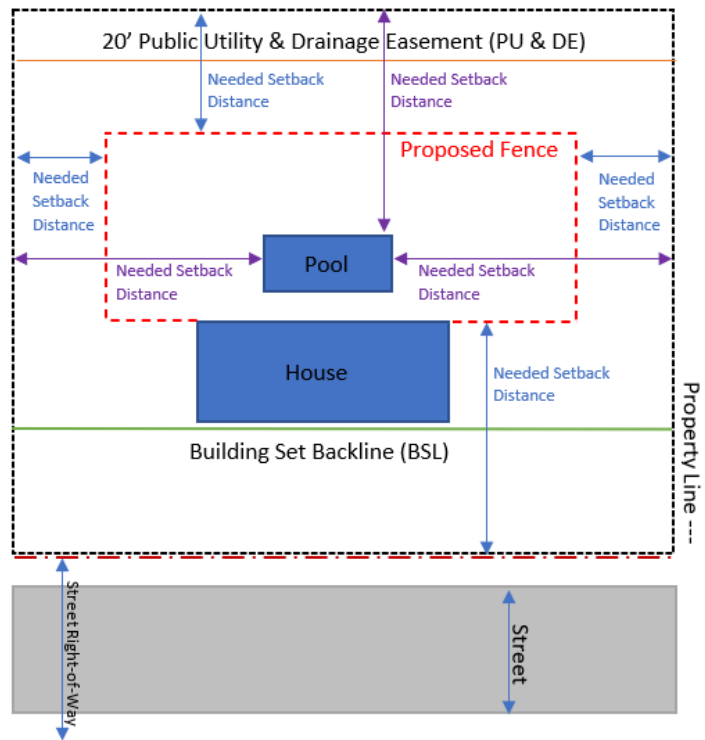 20’ Public Utility & Drainage Easement (PU & DE)
Needed Setback
Distance
Needed Setback
Distance
Proposed Fence
Needed
Setback
Distance
Needed
Setback
Distance
Pool
Needed Setback
Distance
Needed Setback
Distance
House
Needed Setback
Distance
Property Line ---
Building Set Backline (BSL)
Street Right-of-Way
Street